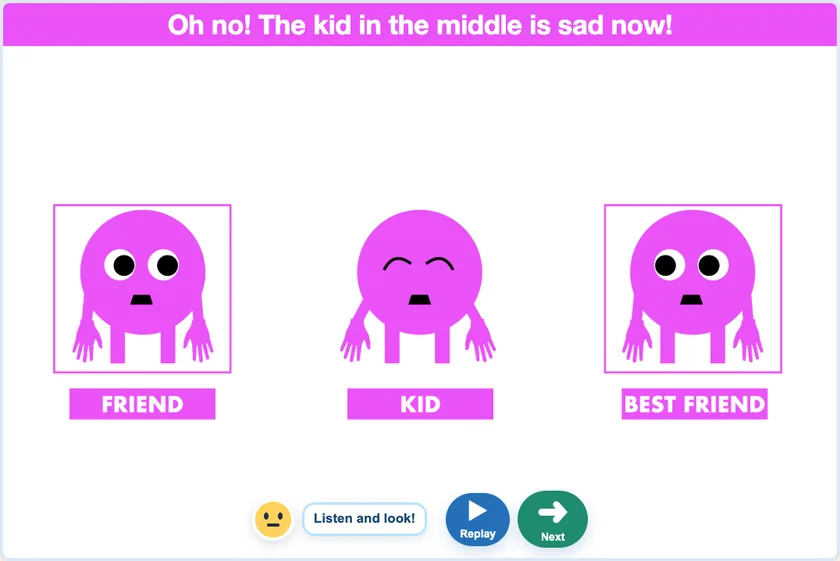 Oh no! The kid in the middle is sad now!
FRIEND
KID
BEST FRIEND
Listen and look!
Replay
Next